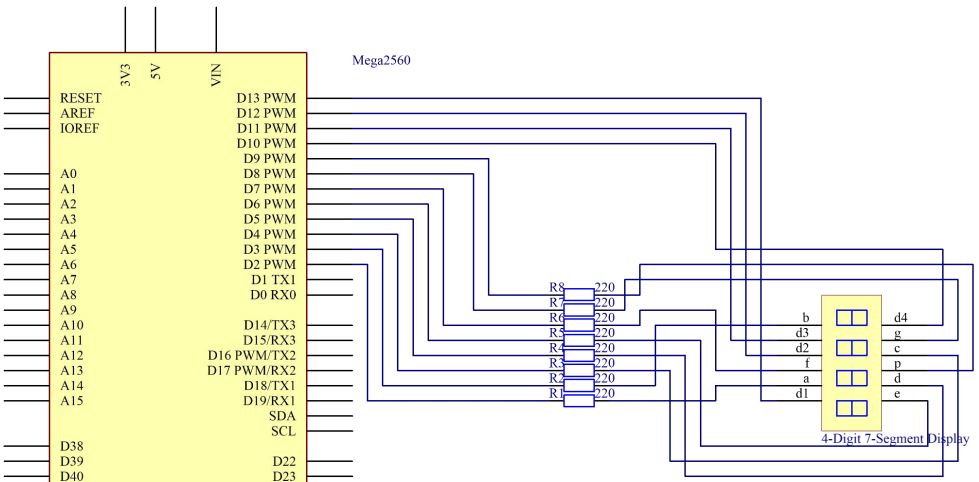 Mega2560
3V3 5V VIN
RESET D13 PWM
AREF D12 PWM
IOREF D11 PWM
D10 PWM
D9 PWM
A0 D8 PWM
A1 D7 PWM
A2 D6 PWM
A3 D5 PWM
A4 D4 PWM
A5 D3 PWM
A6 D2 PWM
A7 D1 TX1
A8 D0 RX0
A9
A10 D14/TX3
A11 D15/RX3
A12 D16 PWM/TX2
A13 D17 PWM/RX2
A14 D18/TX1
A15 D19/RX1
SDA
SCL
D38
D39 D22
D40 D23
R8 220
R7 220
R6 220
R5 220
R4 220
R3 220
R2 220
R1 220
b d4
d3 g
d2 c
f p
a d
d1 e
4-Digit 7-Segment Display